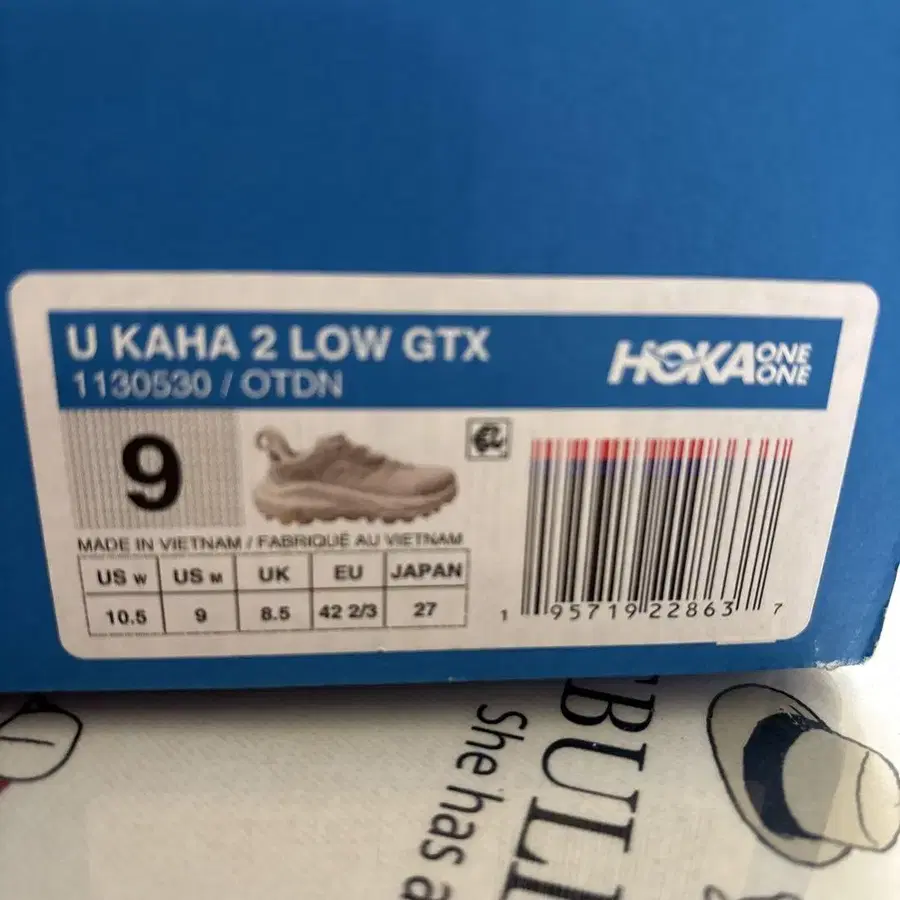 U KAHA 2 LOW GTX
1130530 / OTDN
HOKA ONE ONE
9
MADE IN VIETNAM / FABRIQUÉ AU VIETNAM
US W US M UK EU JAPAN
10.5 9 8.5 42 2/3 27
1 95719 22863 7
She has a
BULL